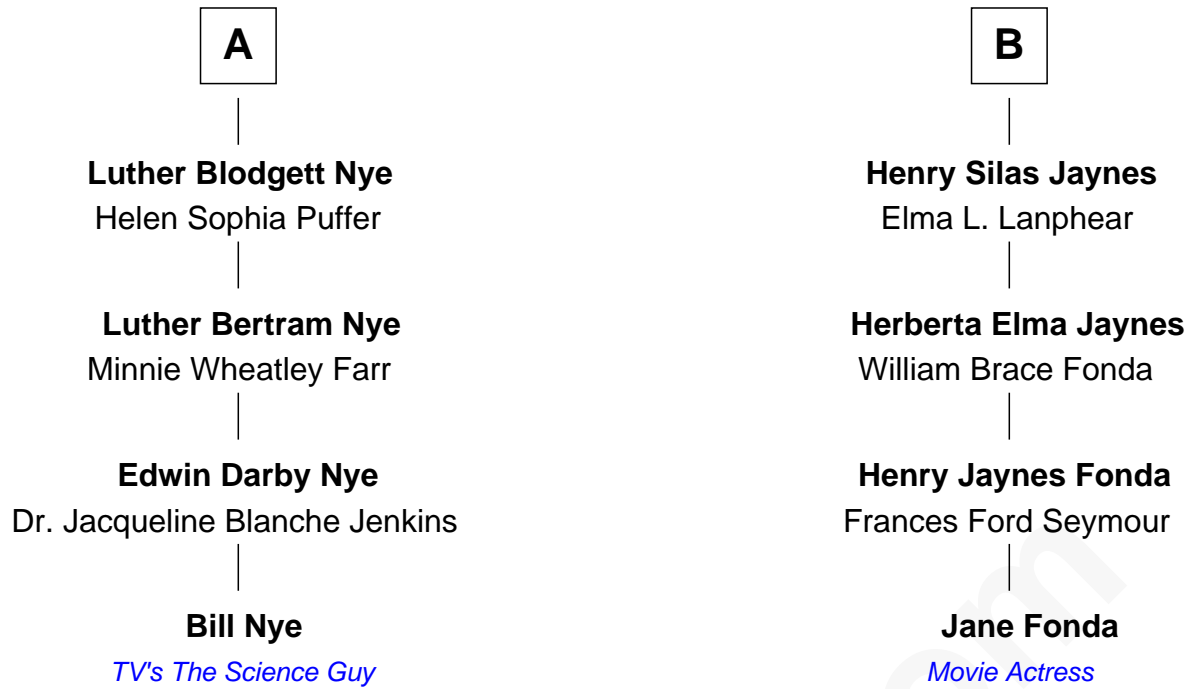 A
Luther Blodgett Nye
Helen Sophia Puffer
Luther Bertram Nye
Minnie Wheatley Farr
Edwin Darby Nye
Dr. Jacqueline Blanche Jenkins
Bill Nye
TV's The Science Guy
B
Henry Silas Jaynes
Elma L. Lanphear
Herberta Elma Jaynes
William Brace Fonda
Henry Jaynes Fonda
Frances Ford Seymour
Jane Fonda
Movie Actress